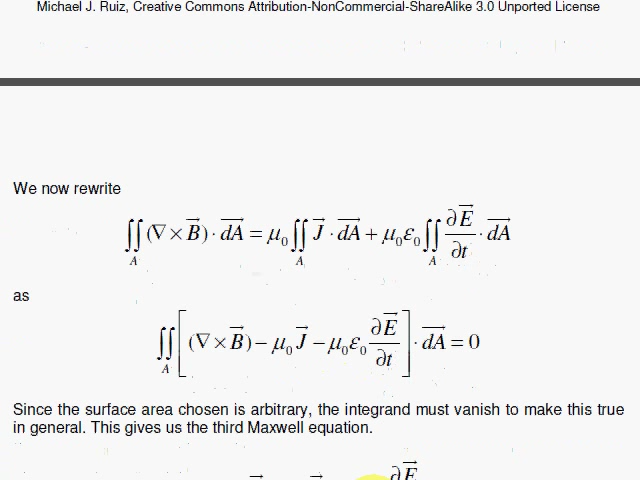 Michael J. Ruiz, Creative Commons Attribution-NonCommercial-ShareAlike 3.0 Unported License
We now rewrite
∬_A (∇ × B⃗) · dA⃗ = μ₀ ∬_A J⃗ · dA⃗ + μ₀ε₀ ∬_A ∂E⃗/∂t · dA⃗
as
∬_A [(∇ × B⃗) − μ₀ J⃗ − μ₀ε₀ ∂E⃗/∂t] · dA⃗ = 0
Since the surface area chosen is arbitrary, the integrand must vanish to make this true
in general. This gives us the third Maxwell equation.
∂E⃗